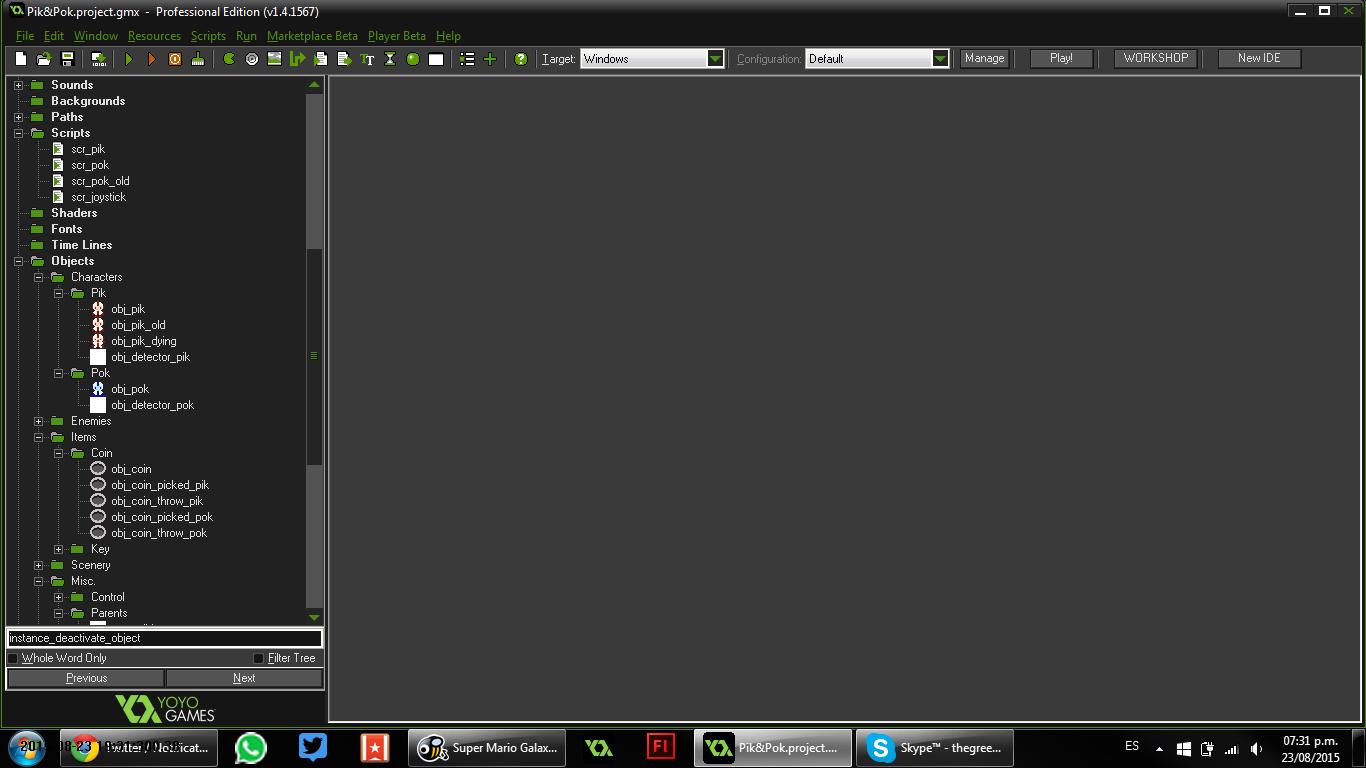 Pik&Pok.project.gmx - Professional Edition (v1.4.1567)
File Edit Window Resources Scripts Run Marketplace Beta Player Beta Help
Target: Windows Configuration: Default Manage Play! WORKSHOP New IDE
Sounds
Backgrounds
Paths
Scripts
scr_pik
scr_pok
scr_pok_old
scr_joystick
Shaders
Fonts
Time Lines
Objects
Characters
Pik
obj_pik
obj_pik_old
obj_pik_dying
obj_detector_pik
Pok
obj_pok
obj_detector_pok
Enemies
Items
Coin
obj_coin
obj_coin_picked_pik
obj_coin_throw_pik
obj_coin_picked_pok
obj_coin_throw_pok
Key
Scenery
Misc.
Control
Parents
instance_deactivate_object
Whole Word Only Filter Tree
Previous Next
YOYO
GAMES
Super Mario Galax... Fl Pik&Pok.project.... Skype™ - thegree... ES 07:31 p.m.
23/08/2015